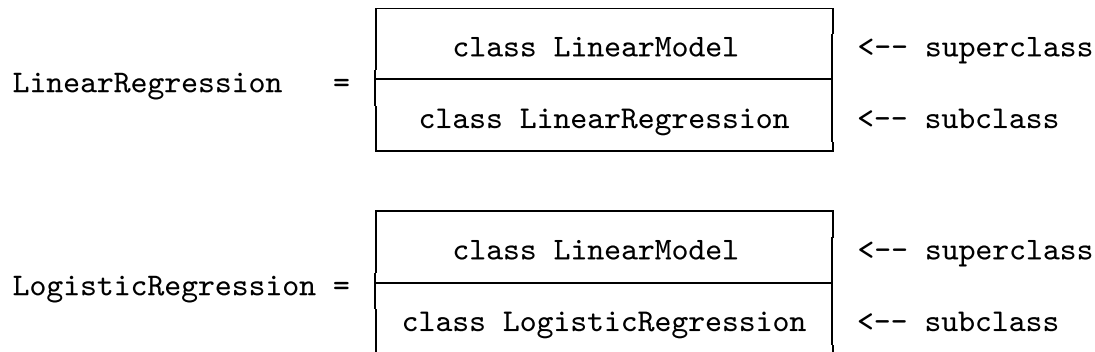 class LinearModel <-- superclass
LinearRegression =
class LinearRegression <-- subclass
class LinearModel <-- superclass
LogisticRegression =
class LogisticRegression <-- subclass